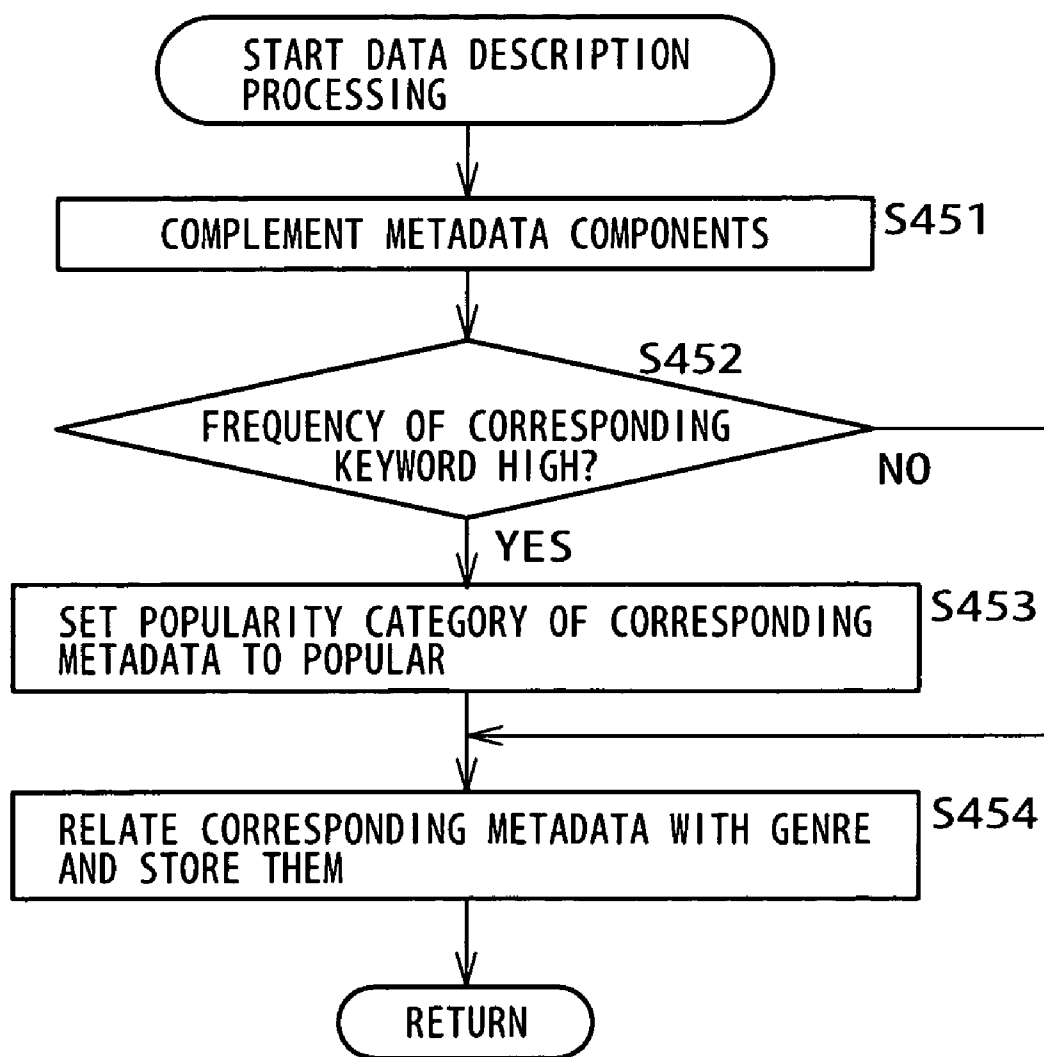 START DATA DESCRIPTION
PROCESSING
COMPLEMENT METADATA COMPONENTS
S451
S452
FREQUENCY OF CORRESPONDING
KEYWORD HIGH?
NO
YES
SET POPULARITY CATEGORY OF CORRESPONDING
METADATA TO POPULAR
S453
RELATE CORRESPONDING METADATA WITH GENRE
AND STORE THEM
S454
RETURN